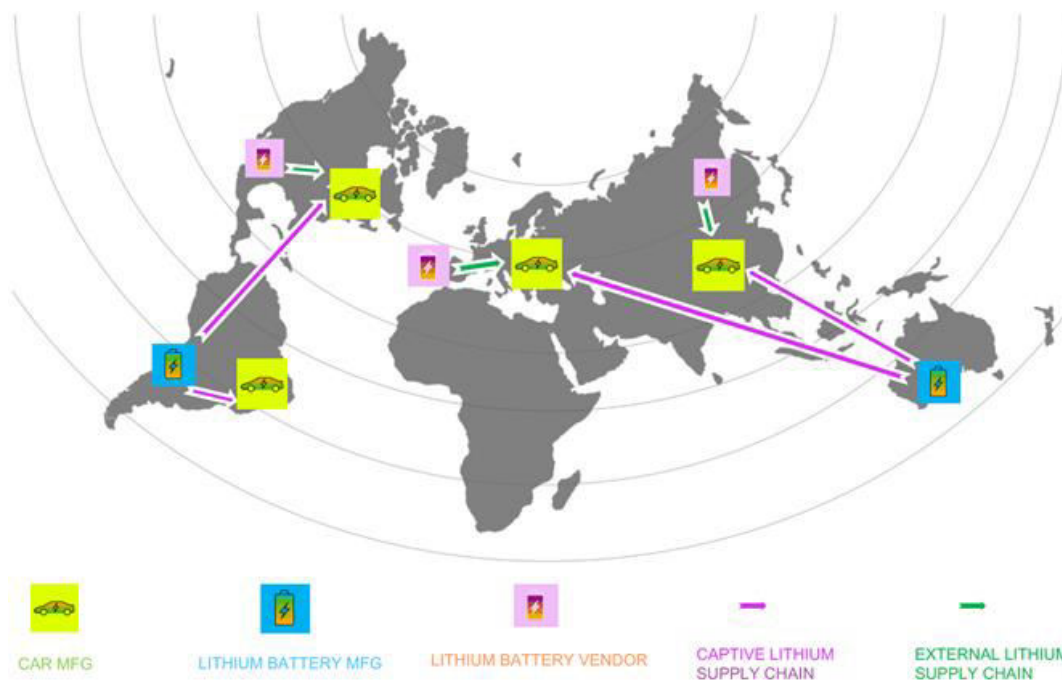 CAR MFG
LITHIUM BATTERY MFG
LITHIUM BATTERY VENDOR
CAPTIVE LITHIUM
SUPPLY CHAIN
EXTERNAL LITHIUM
SUPPLY CHAIN